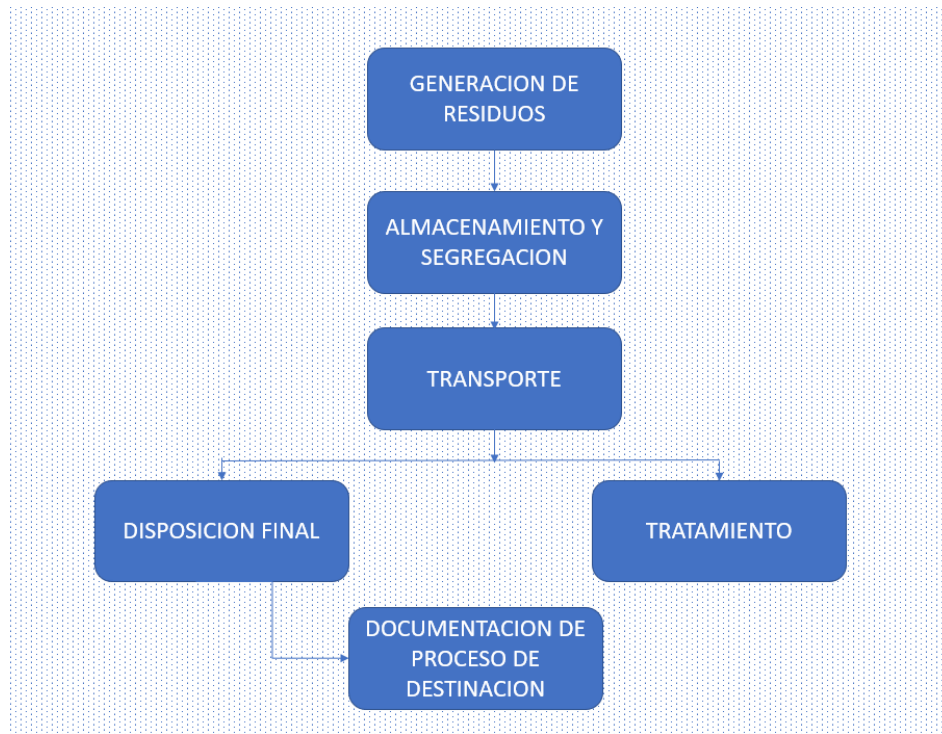 GENERACION DE
RESIDUOS
ALMACENAMIENTO Y
SEGREGACION
TRANSPORTE
DISPOSICION FINAL
TRATAMIENTO
DOCUMENTACION DE
PROCESO DE
DESTINACION